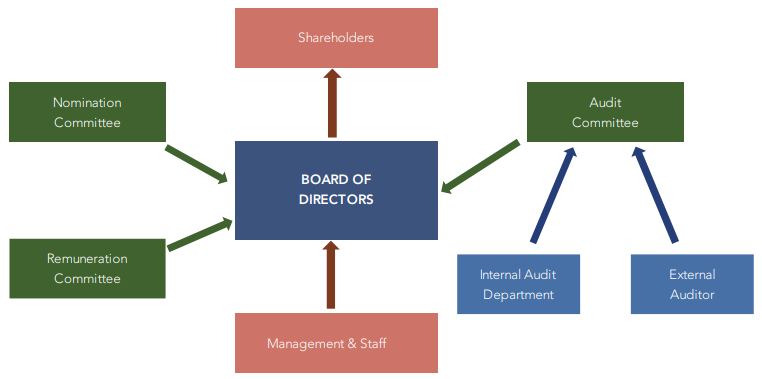 Shareholders
Nomination
Committee
Audit
Committee
BOARD OF
DIRECTORS
Remuneration
Committee
Internal Audit
Department
External
Auditor
Management & Staff